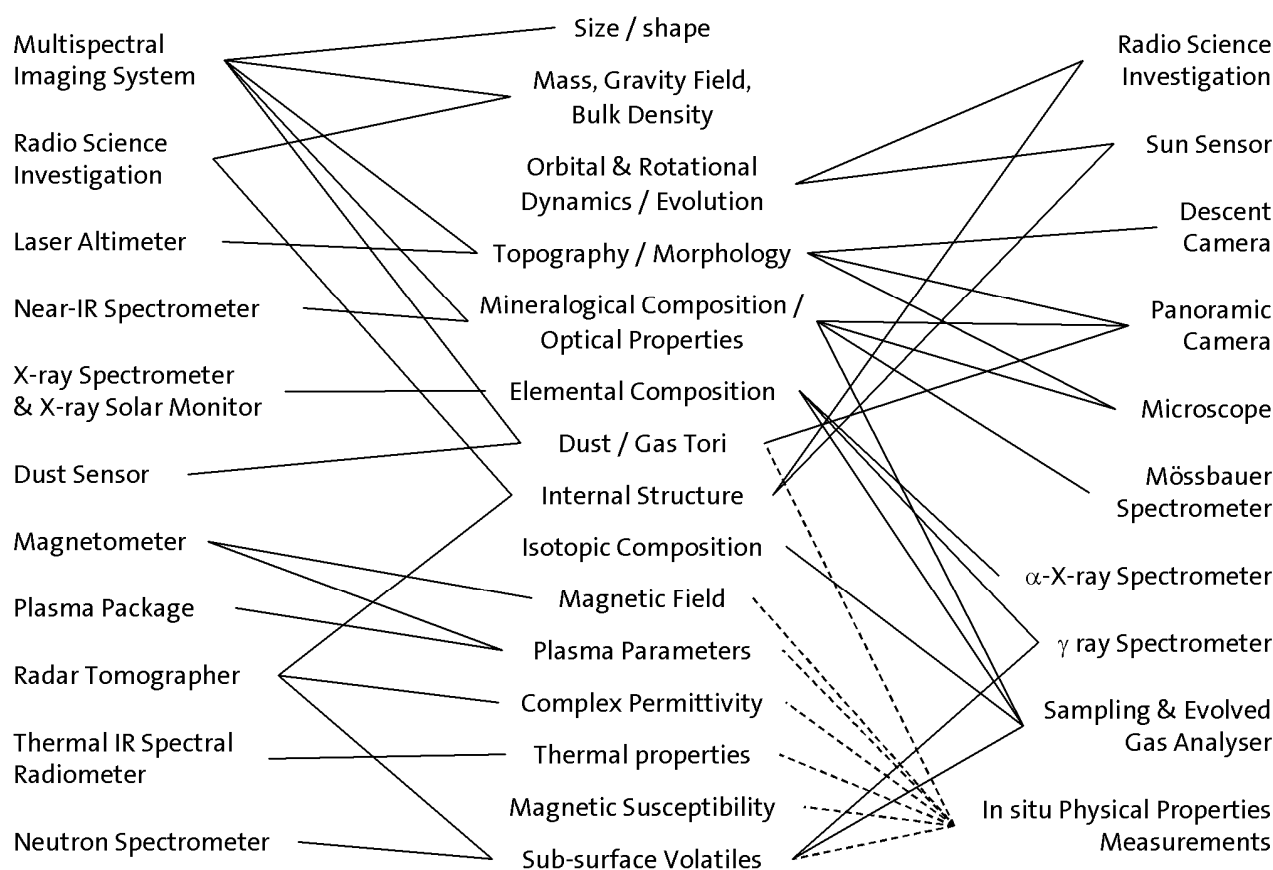 Multispectral
Imaging System
Radio Science
Investigation
Laser Altimeter
Near-IR Spectrometer
X-ray Spectrometer
& X-ray Solar Monitor
Dust Sensor
Magnetometer
Plasma Package
Radar Tomographer
Thermal IR Spectral
Radiometer
Neutron Spectrometer
Size / shape
Mass, Gravity Field,
Bulk Density
Orbital & Rotational
Dynamics / Evolution
Topography / Morphology
Mineralogical Composition /
Optical Properties
Elemental Composition
Dust / Gas Tori
Internal Structure
Isotopic Composition
Magnetic Field
Plasma Parameters
Complex Permittivity
Thermal properties
Magnetic Susceptibility
Sub-surface Volatiles
Radio Science
Investigation
Sun Sensor
Descent
Camera
Panoramic
Camera
Microscope
Mössbauer
Spectrometer
α-X-ray Spectrometer
γ ray Spectrometer
Sampling & Evolved
Gas Analyser
In situ Physical Properties
Measurements